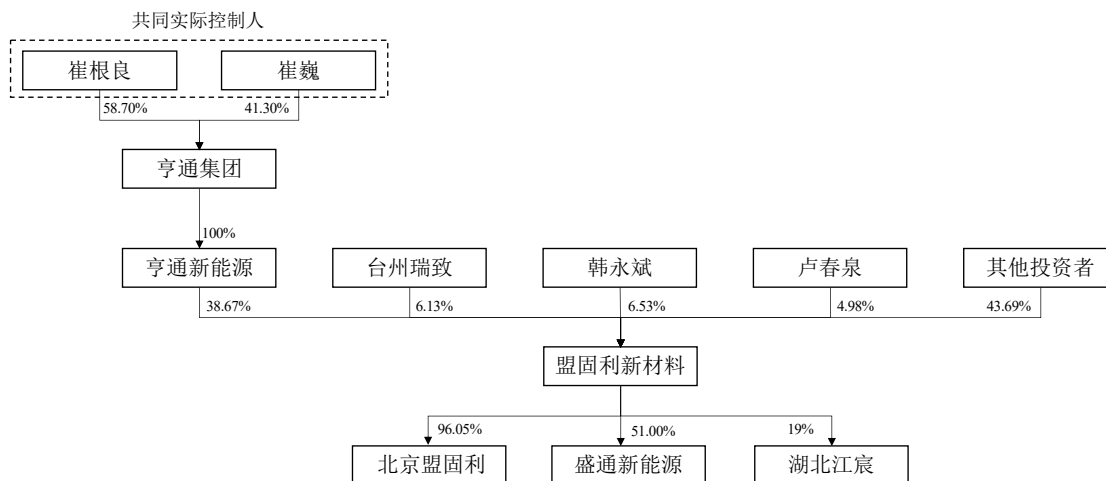 共同实际控制人
崔根良
崔巍
58.70%
41.30%
亨通集团
100%
亨通新能源
台州瑞致
韩永斌
卢春泉
其他投资者
38.67%
6.13%
6.53%
4.98%
43.69%
盟固利新材料
96.05%
51.00%
19%
北京盟固利
盛通新能源
湖北江宸